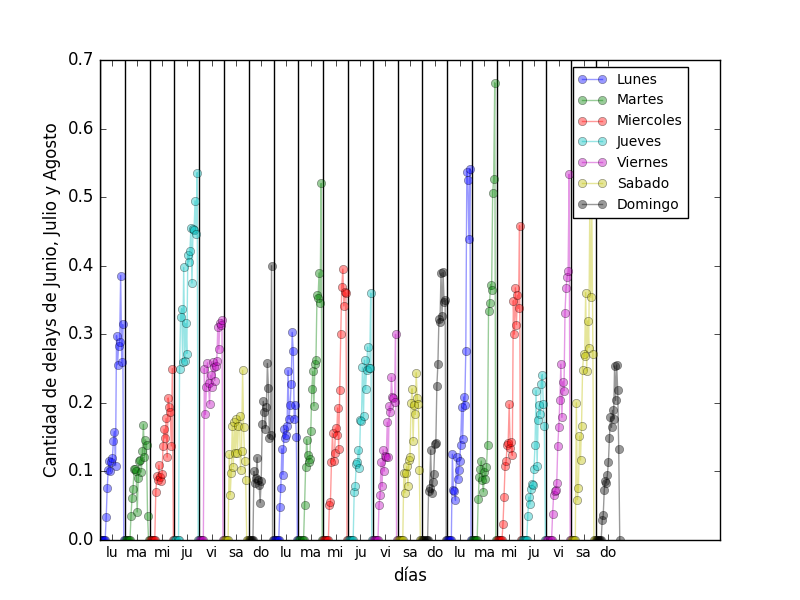 0.7
0.6
0.5
0.4
0.3
0.2
0.1
0.0
Cantidad de delays de Junio, Julio y Agosto
Lunes
Martes
Miercoles
Jueves
Viernes
Sabado
Domingo
lu ma mi ju vi sa do lu ma mi ju vi sa do lu ma mi ju vi sa do
días